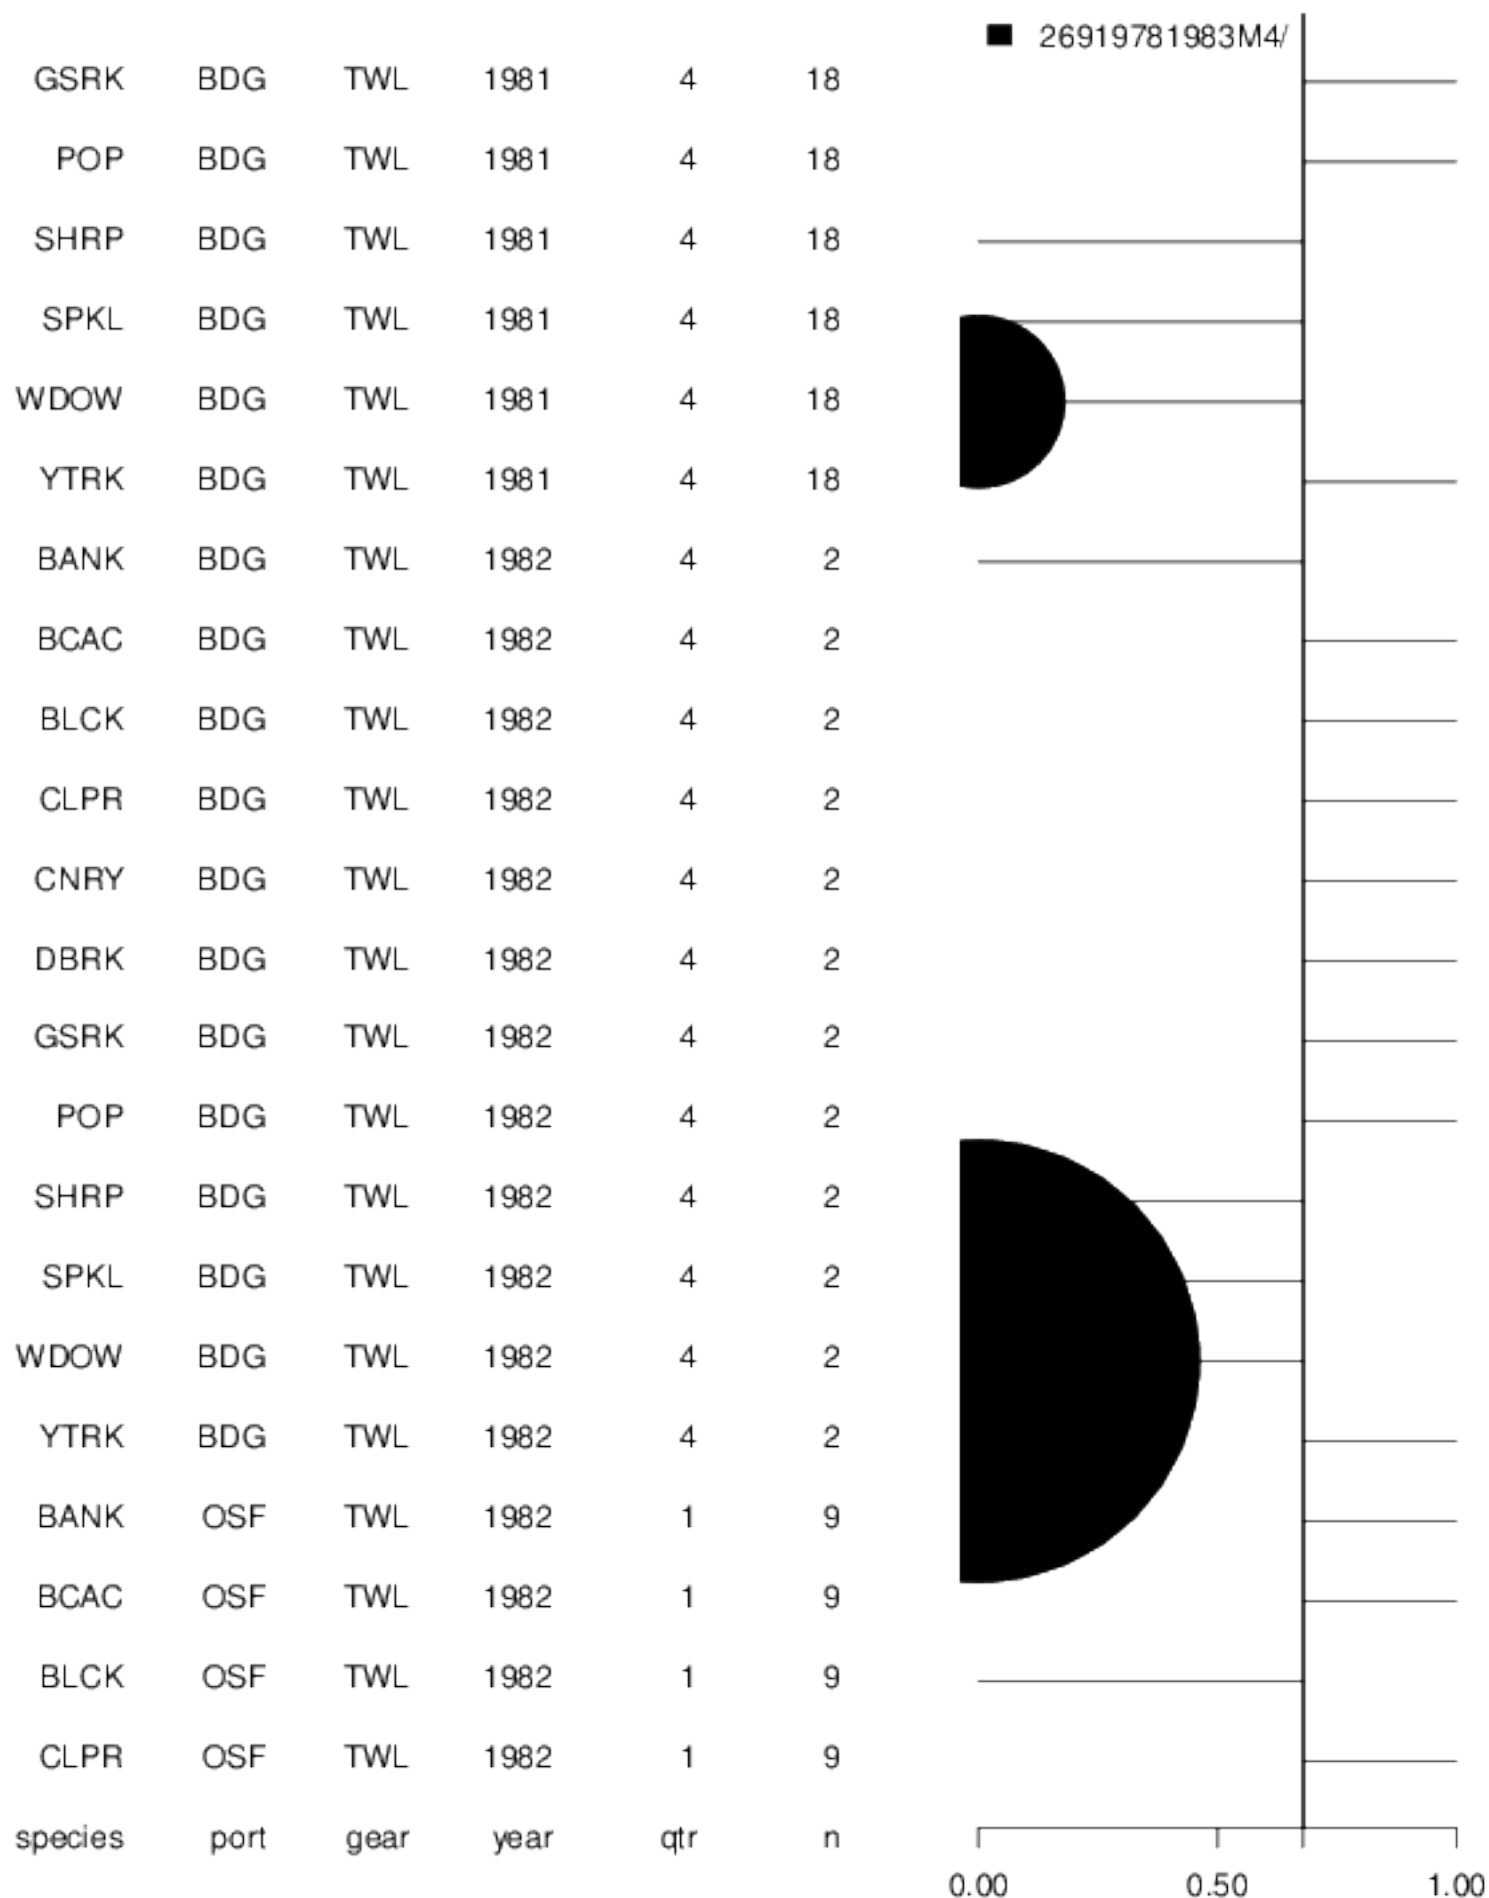 26919781983M4/
GSRK BDG TWL 1981 4 18
POP BDG TWL 1981 4 18
SHRP BDG TWL 1981 4 18
SPKL BDG TWL 1981 4 18
WDOW BDG TWL 1981 4 18
YTRK BDG TWL 1981 4 18
BANK BDG TWL 1982 4 2
BCAC BDG TWL 1982 4 2
BLCK BDG TWL 1982 4 2
CLPR BDG TWL 1982 4 2
CNRY BDG TWL 1982 4 2
DBRK BDG TWL 1982 4 2
GSRK BDG TWL 1982 4 2
POP BDG TWL 1982 4 2
SHRP BDG TWL 1982 4 2
SPKL BDG TWL 1982 4 2
WDOW BDG TWL 1982 4 2
YTRK BDG TWL 1982 4 2
BANK OSF TWL 1982 1 9
BCAC OSF TWL 1982 1 9
BLCK OSF TWL 1982 1 9
CLPR OSF TWL 1982 1 9
species port gear year qtr n
0.00 0.50 1.00